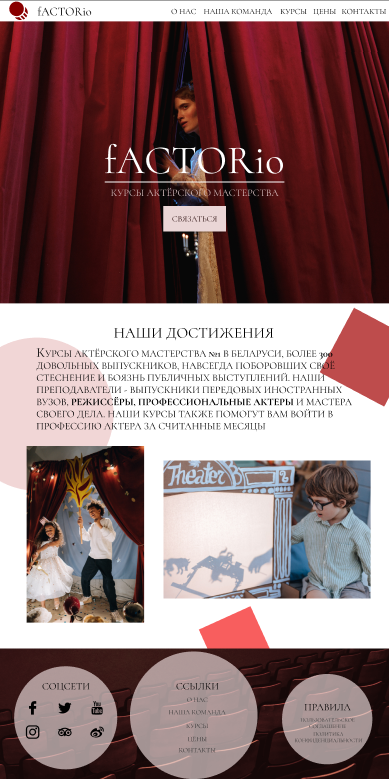 fACTORio
О НАС НАША КОМАНДА КУРСЫ ЦЕНЫ КОНТАКТЫ
fACTORio
КУРСЫ АКТЁРСКОГО МАСТЕРСТВА
СВЯЗАТЬСЯ
НАШИ ДОСТИЖЕНИЯ
КУРСЫ АКТЁРСКОГО МАСТЕРСТВА №1 В БЕЛАРУСИ, БОЛЕЕ 300
ДОВОЛЬНЫХ ВЫПУСКНИКОВ, НАВСЕГДА ПОБОРОВШИХ СВОЁ
СТЕСНЕНИЕ И БОЯЗНЬ ПУБЛИЧНЫХ ВЫСТУПЛЕНИЙ. НАШИ
ПРЕПОДАВАТЕЛИ - ВЫПУСКНИКИ ПЕРЕДОВЫХ ИНОСТРАННЫХ
ВУЗОВ, РЕЖИССЁРЫ, ПРОФЕССИОНАЛЬНЫЕ АКТЕРЫ И МАСТЕРА
СВОЕГО ДЕЛА. НАШИ КУРСЫ ТАКЖЕ ПОМОГУТ ВАМ ВОЙТИ В
ПРОФЕССИЮ АКТЕРА ЗА СЧИТАННЫЕ МЕСЯЦЫ
Theater B
СОЦСЕТИ
You Tube
ССЫЛКИ
О НАС
НАША КОМАНДА
КУРСЫ
ЦЕНЫ
КОНТАКТЫ
ПРАВИЛА
ПОЛЬЗОВАТЕЛЬСКОЕ
СОГЛАШЕНИЕ
ПОЛИТИКА
КОНФИДЕНЦИАЛЬНОСТИ